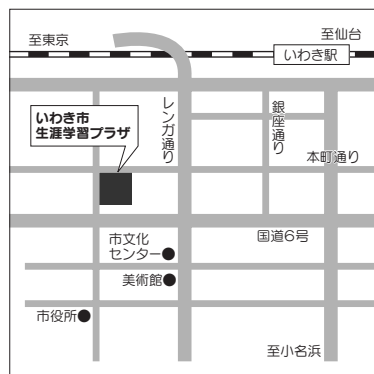 至東京
至仙台
いわき駅
いわき市
生涯学習プラザ
レンガ通り
銀座通り
本町通り
国道6号
市文化
センター
美術館
市役所
至小名浜